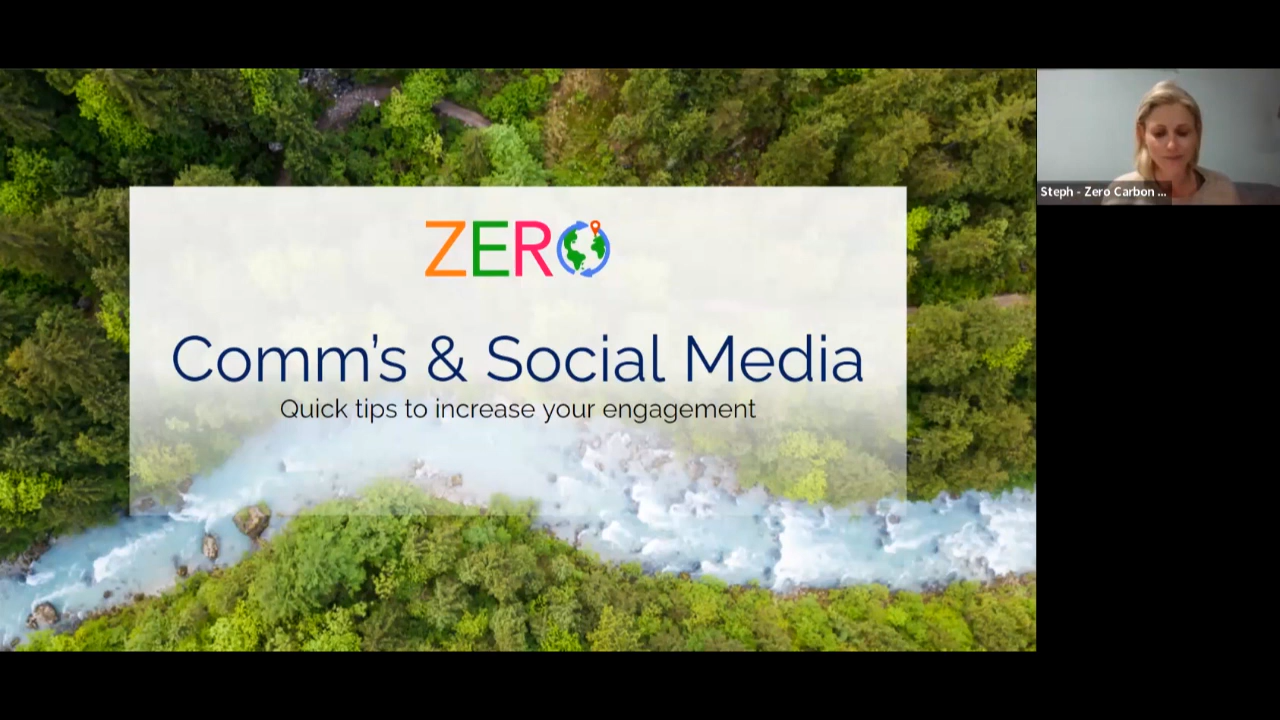 ZERO
Comm's & Social Media
Quick tips to increase your engagement
Steph - Zero Carbon ...